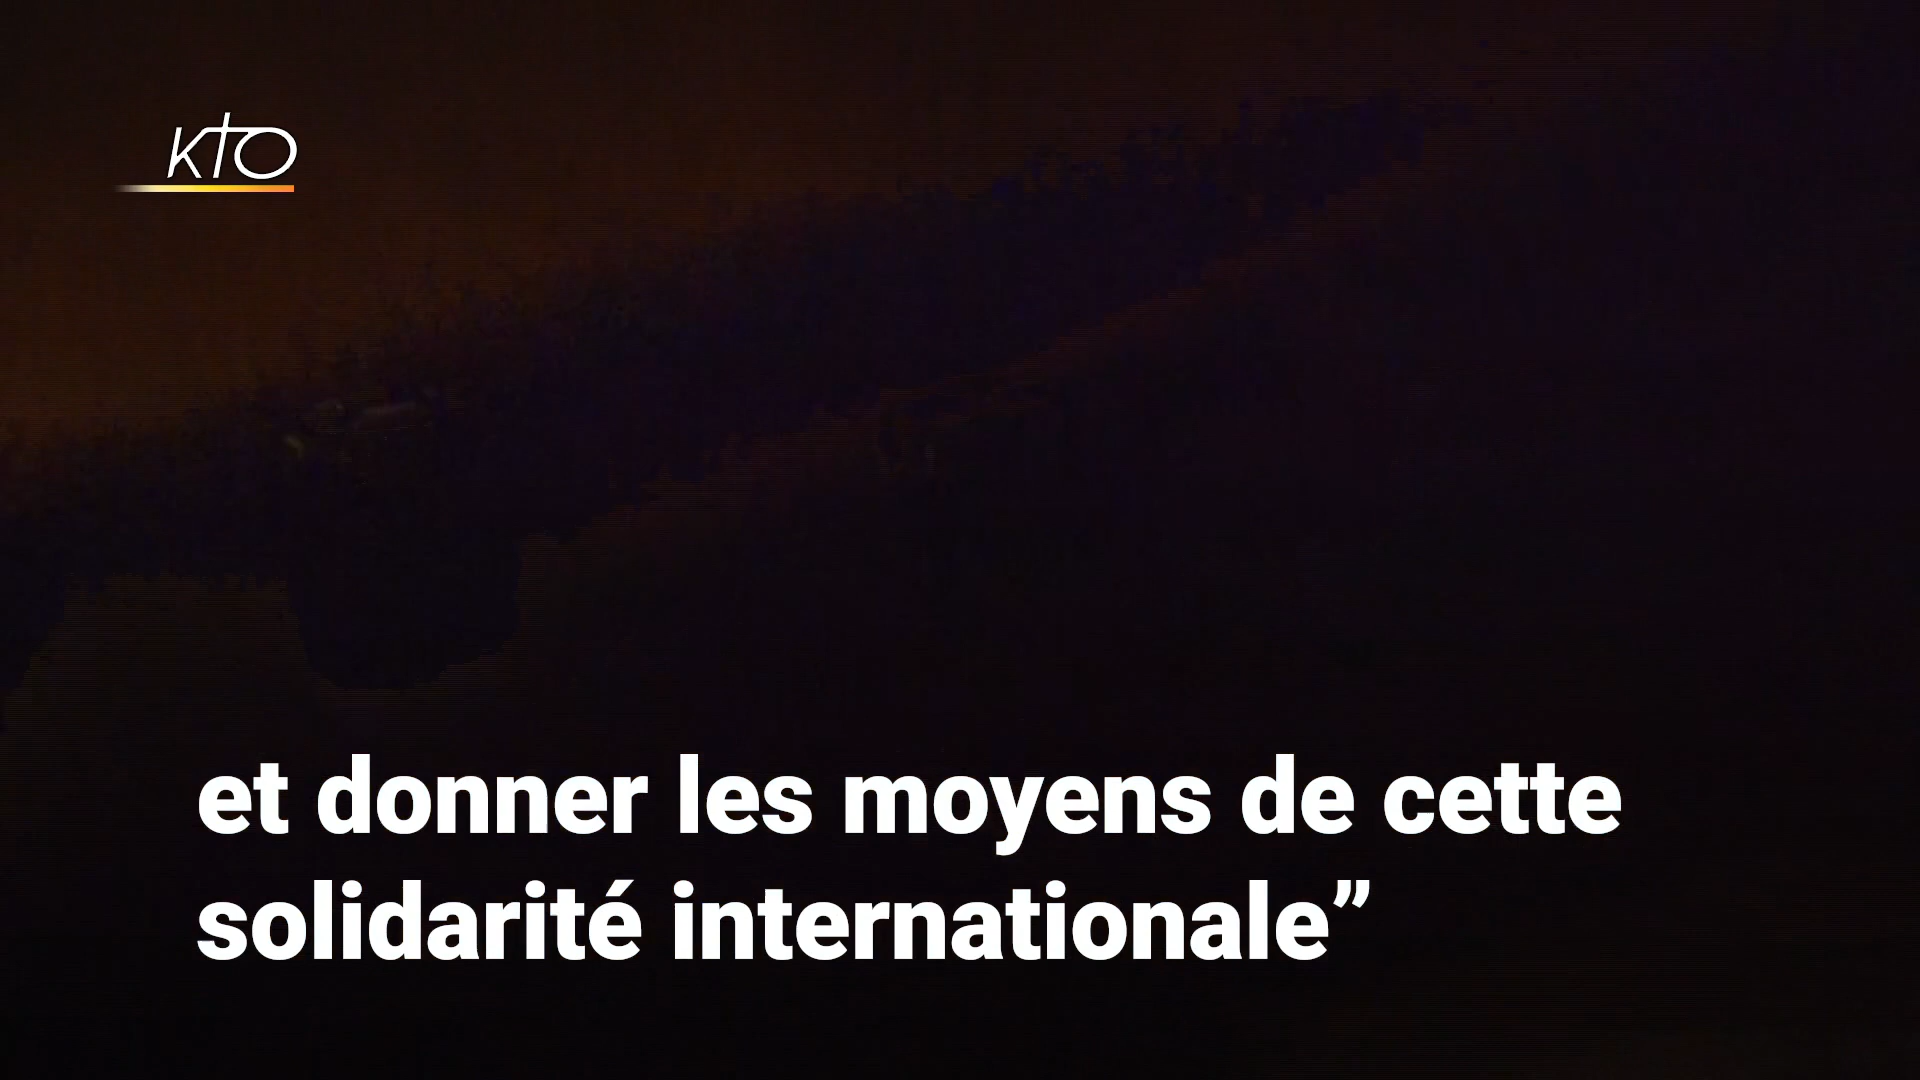 KTO
et donner les moyens de cette
solidarité internationale”